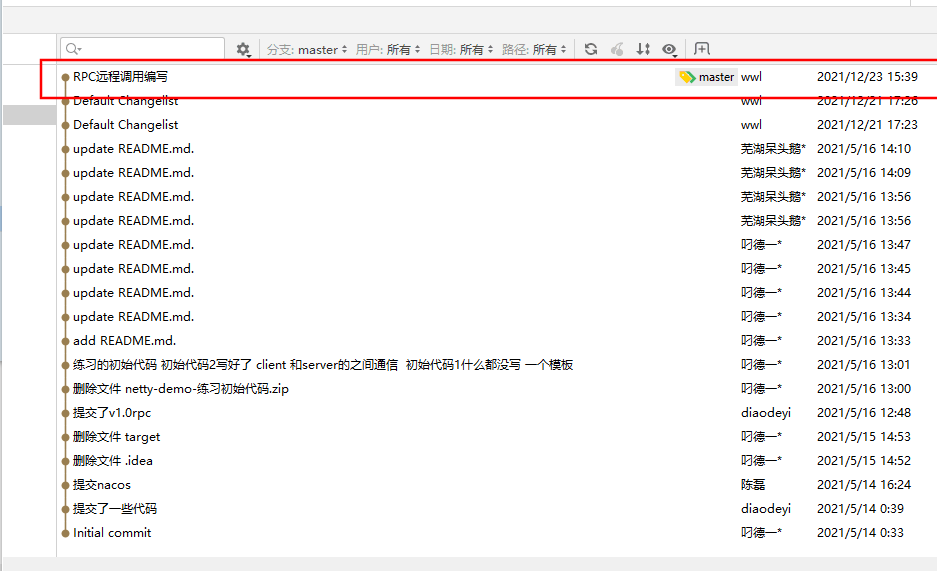 分支: master 用户: 所有 日期: 所有 路径: 所有
RPC远程调用编写 master wwl 2021/12/23 15:39
Default Changelist wwl 2021/12/21 17:26
Default Changelist wwl 2021/12/21 17:23
update README.md. 芜湖呆头鹅* 2021/5/16 14:10
update README.md. 芜湖呆头鹅* 2021/5/16 14:09
update README.md. 芜湖呆头鹅* 2021/5/16 13:56
update README.md. 芜湖呆头鹅* 2021/5/16 13:56
update README.md. 叼德一* 2021/5/16 13:47
update README.md. 叼德一* 2021/5/16 13:45
update README.md. 叼德一* 2021/5/16 13:44
update README.md. 叼德一* 2021/5/16 13:34
add README.md. 叼德一* 2021/5/16 13:33
练习的初始代码 初始代码2写好了 client 和server的之间通信 初始代码1什么都没写 一个模板 叼德一* 2021/5/16 13:01
删除文件 netty-demo-练习初始代码.zip 叼德一* 2021/5/16 13:00
提交了v1.0rpc diaodeyi 2021/5/16 12:48
删除文件 target 叼德一* 2021/5/15 14:53
删除文件 .idea 叼德一* 2021/5/15 14:52
提交nacos 陈磊 2021/5/14 16:24
提交了一些代码 diaodeyi 2021/5/14 0:39
Initial commit 叼德一* 2021/5/14 0:33